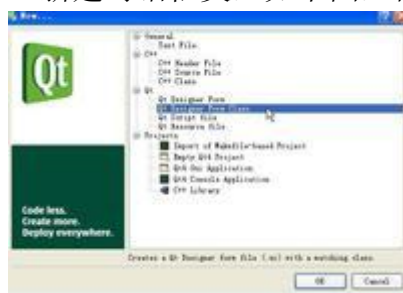 New...
General
Text File
C++
C++ Header File
C++ Source File
C++ Class
Qt
Qt Designer Form
Qt Designer Form Class
Qt Script file
Qt Resource file
Projects
Import of Makefile-based Project
Empty Qt4 Project
Qt4 Gui Application
Qt4 Console Application
C++ Library
Qt
Code less.
Create more.
Deploy everywhere.
Creates a Qt Designer form file (.ui) with a matching class.
OK
Cancel